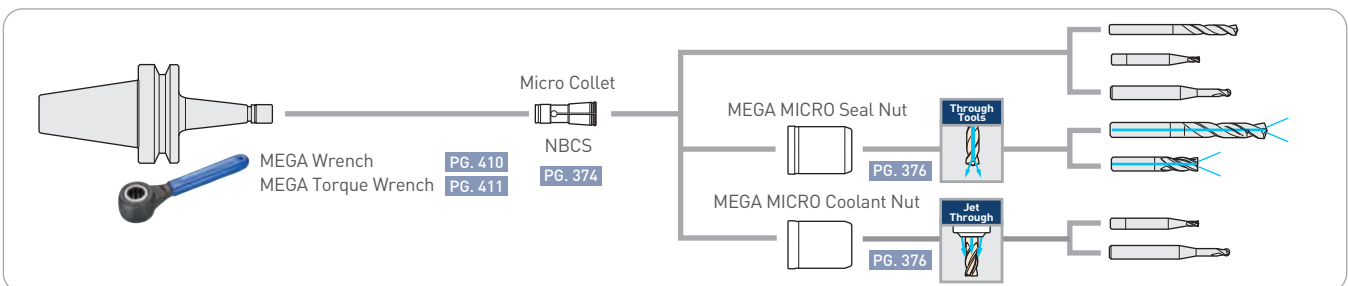 Micro Collet
NBCS
PG. 374
MEGA Wrench PG. 410
MEGA Torque Wrench PG. 411
MEGA MICRO Seal Nut
PG. 376
Through
Tools
MEGA MICRO Coolant Nut
PG. 376
Jet
Through